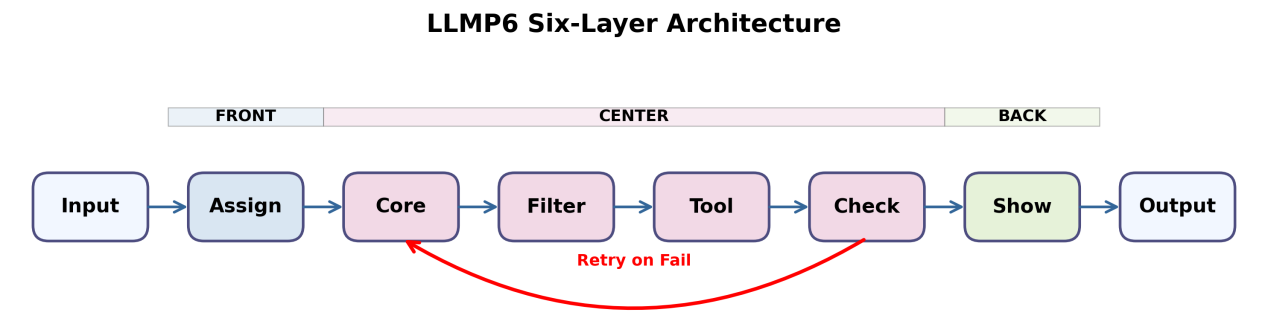 LLMP6 Six-Layer Architecture
FRONT CENTER BACK
Input Assign Core Filter Tool Check Show Output
Retry on Fail